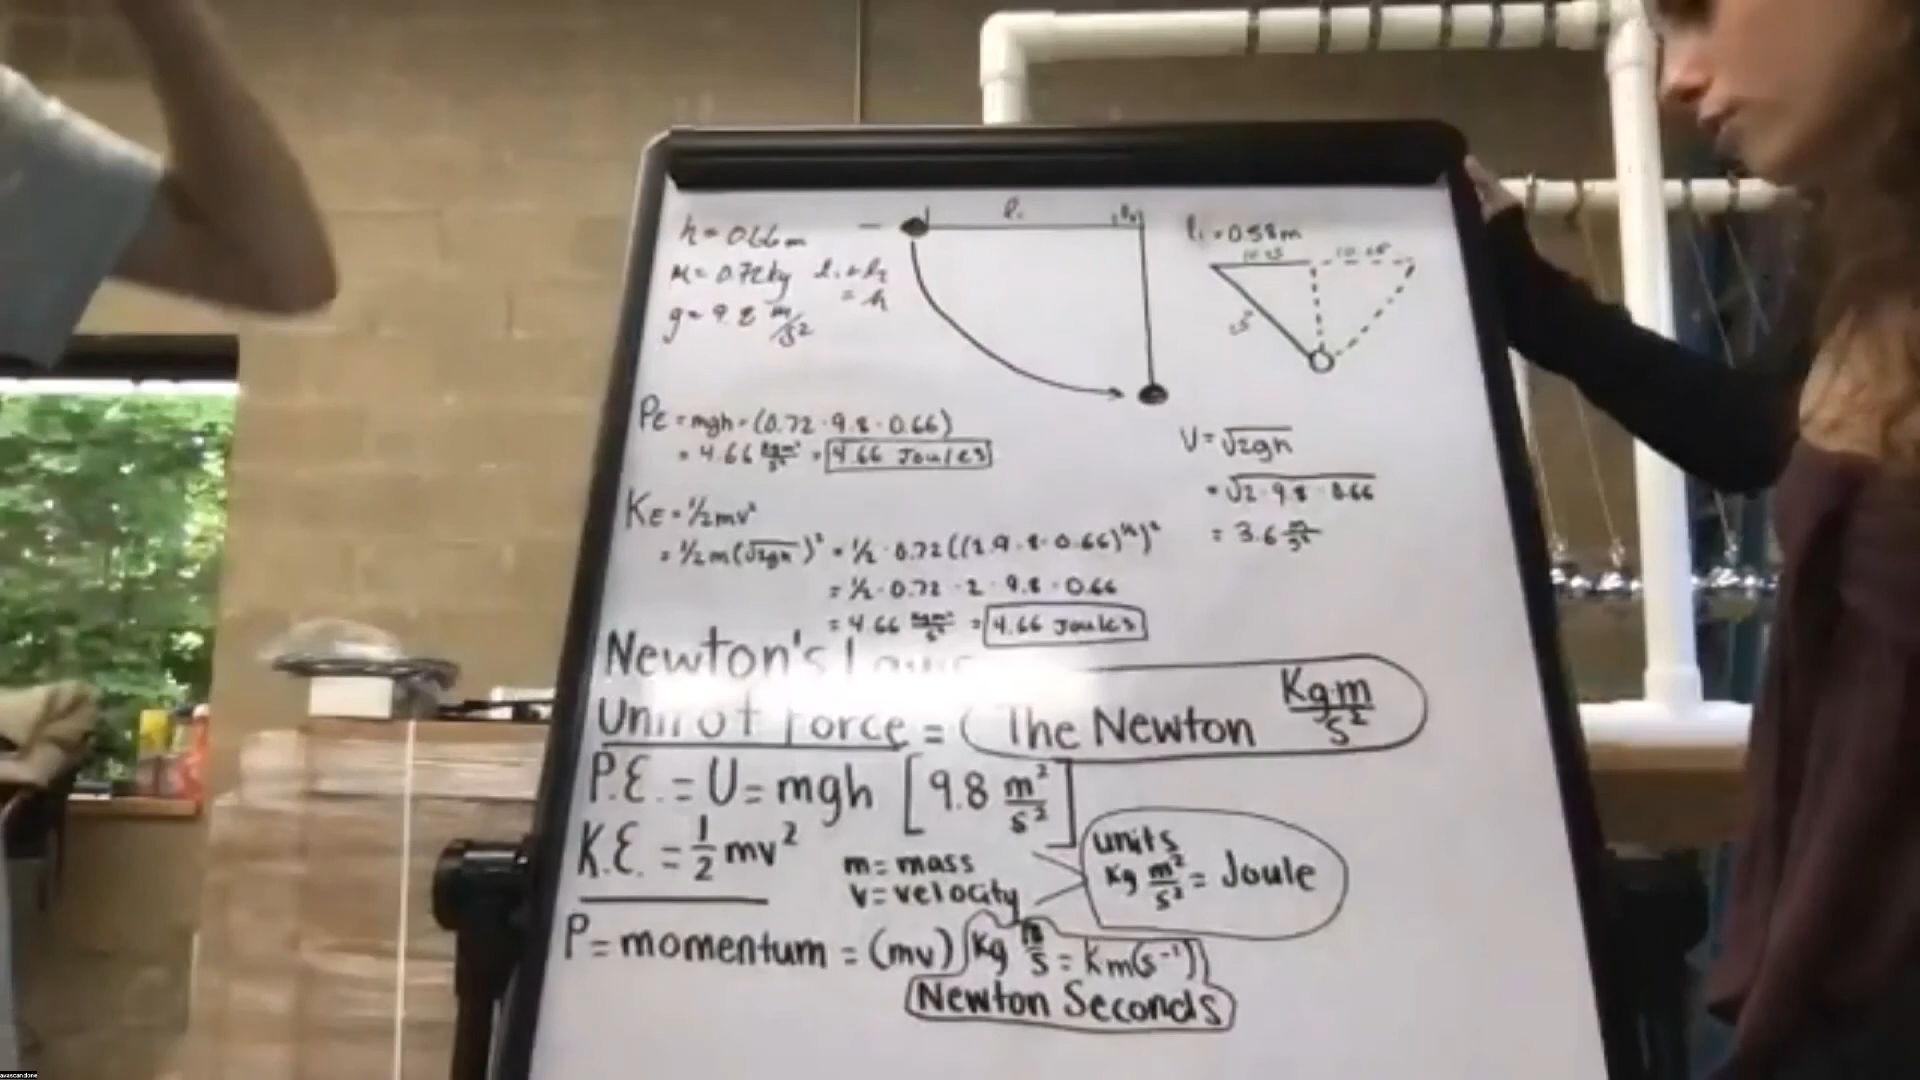 h = 0.66m
m = 0.72kg
l₁ + l₂ = h
g = 9.8 m/s²
l₁
l₂
l₁ = 0.58m
PE = mgh = (0.72 · 9.8 · 0.66)
= 4.66 kgm²/s² = 4.66 Joules
V = √2gh
= √2 · 9.8 · 0.66
= 3.6 m/s²
KE = 1/2mv²
= 1/2 m(√2gh)² = 1/2 · 0.72((2.9.8 · 0.66)^1/2)²
= 1/2 · 0.72 · 2 · 9.8 · 0.66
= 4.66 kgm²/s² = 4.66 Joules
Newton's
Unit of Force = (The Newton Kg·m/s²
P.E. = U = mgh [9.8 m²/s²]
K.E. = 1/2 mv²
m = mass
v = velocity
units
kg m²/s² = Joule
P = momentum = (mv) kg m/s = Km(s⁻¹)
Newton Seconds
avascandone